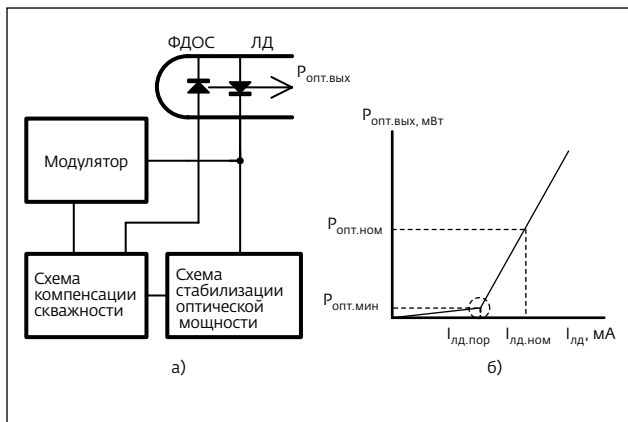 ФДОС ЛД
Pопт.вых
Модулятор
Схема
компенсации
скважности
Схема
стабилизации
оптической
мощности
а)
Pопт.вых, мВт
Pопт.ном
Pопт.мин
Iлд.пор Iлд.ном Iлд, мА
б)